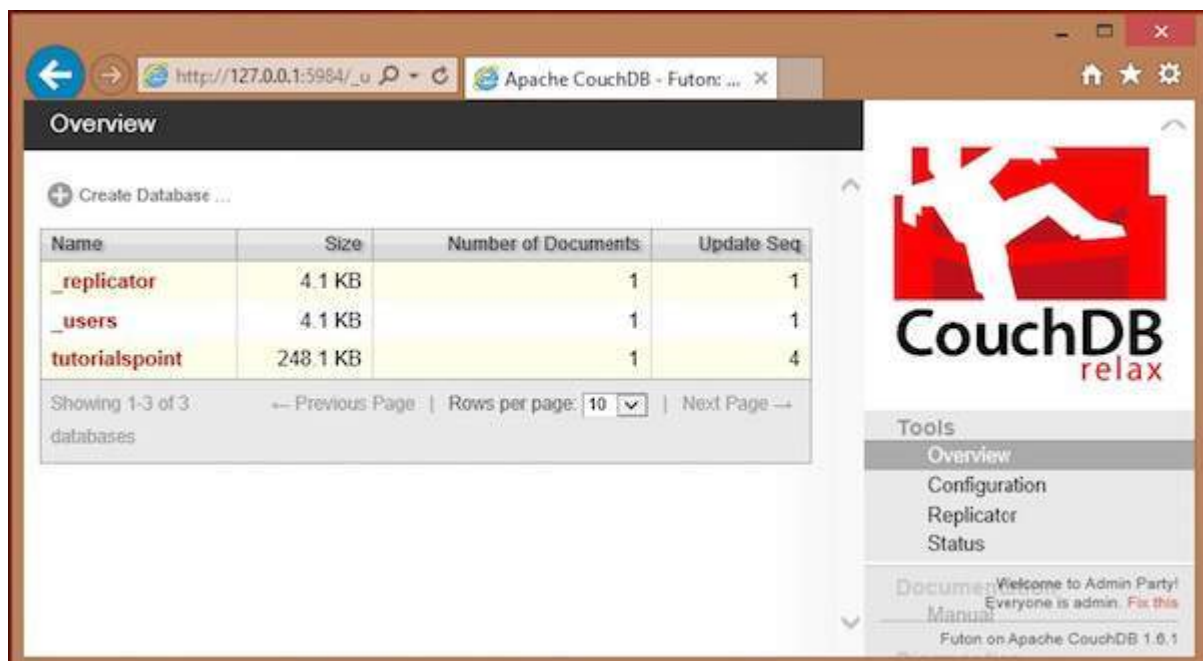 http://127.0.0.1:5984/_u
Apache CouchDB - Futon: ...
Overview
Create Database ...
Name Size Number of Documents Update Seq
_replicator 4.1 KB 1 1
_users 4.1 KB 1 1
tutorialspoint 248.1 KB 1 4
Showing 1-3 of 3 ← Previous Page | Rows per page: 10 | Next Page →
databases
CouchDB
relax
Tools
Overview
Configuration
Replicator
Status
Welcome to Admin Party!
Everyone is admin. Fix this
Manual
Futon on Apache CouchDB 1.6.1